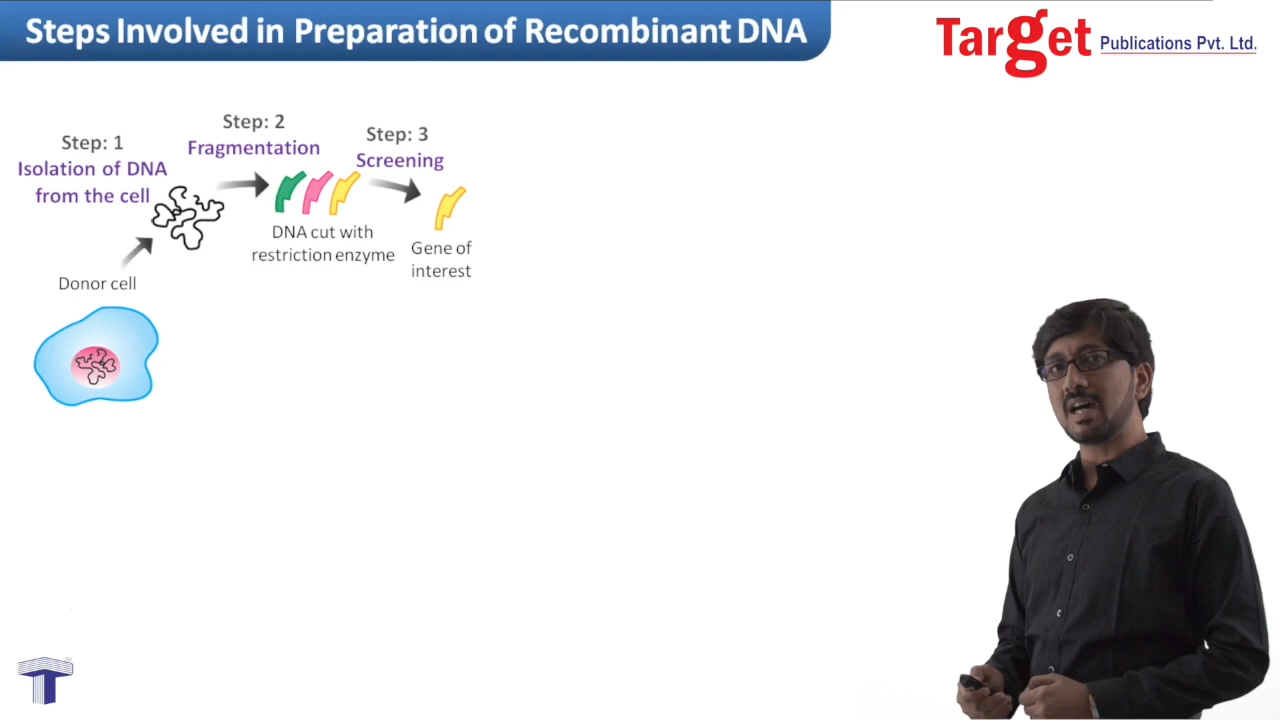 Steps Involved in Preparation of Recombinant DNA
Target Publications Pvt. Ltd.
Step: 1
Isolation of DNA
from the cell
Step: 2
Fragmentation
Step: 3
Screening
DNA cut with
restriction enzyme
Gene of
interest
Donor cell